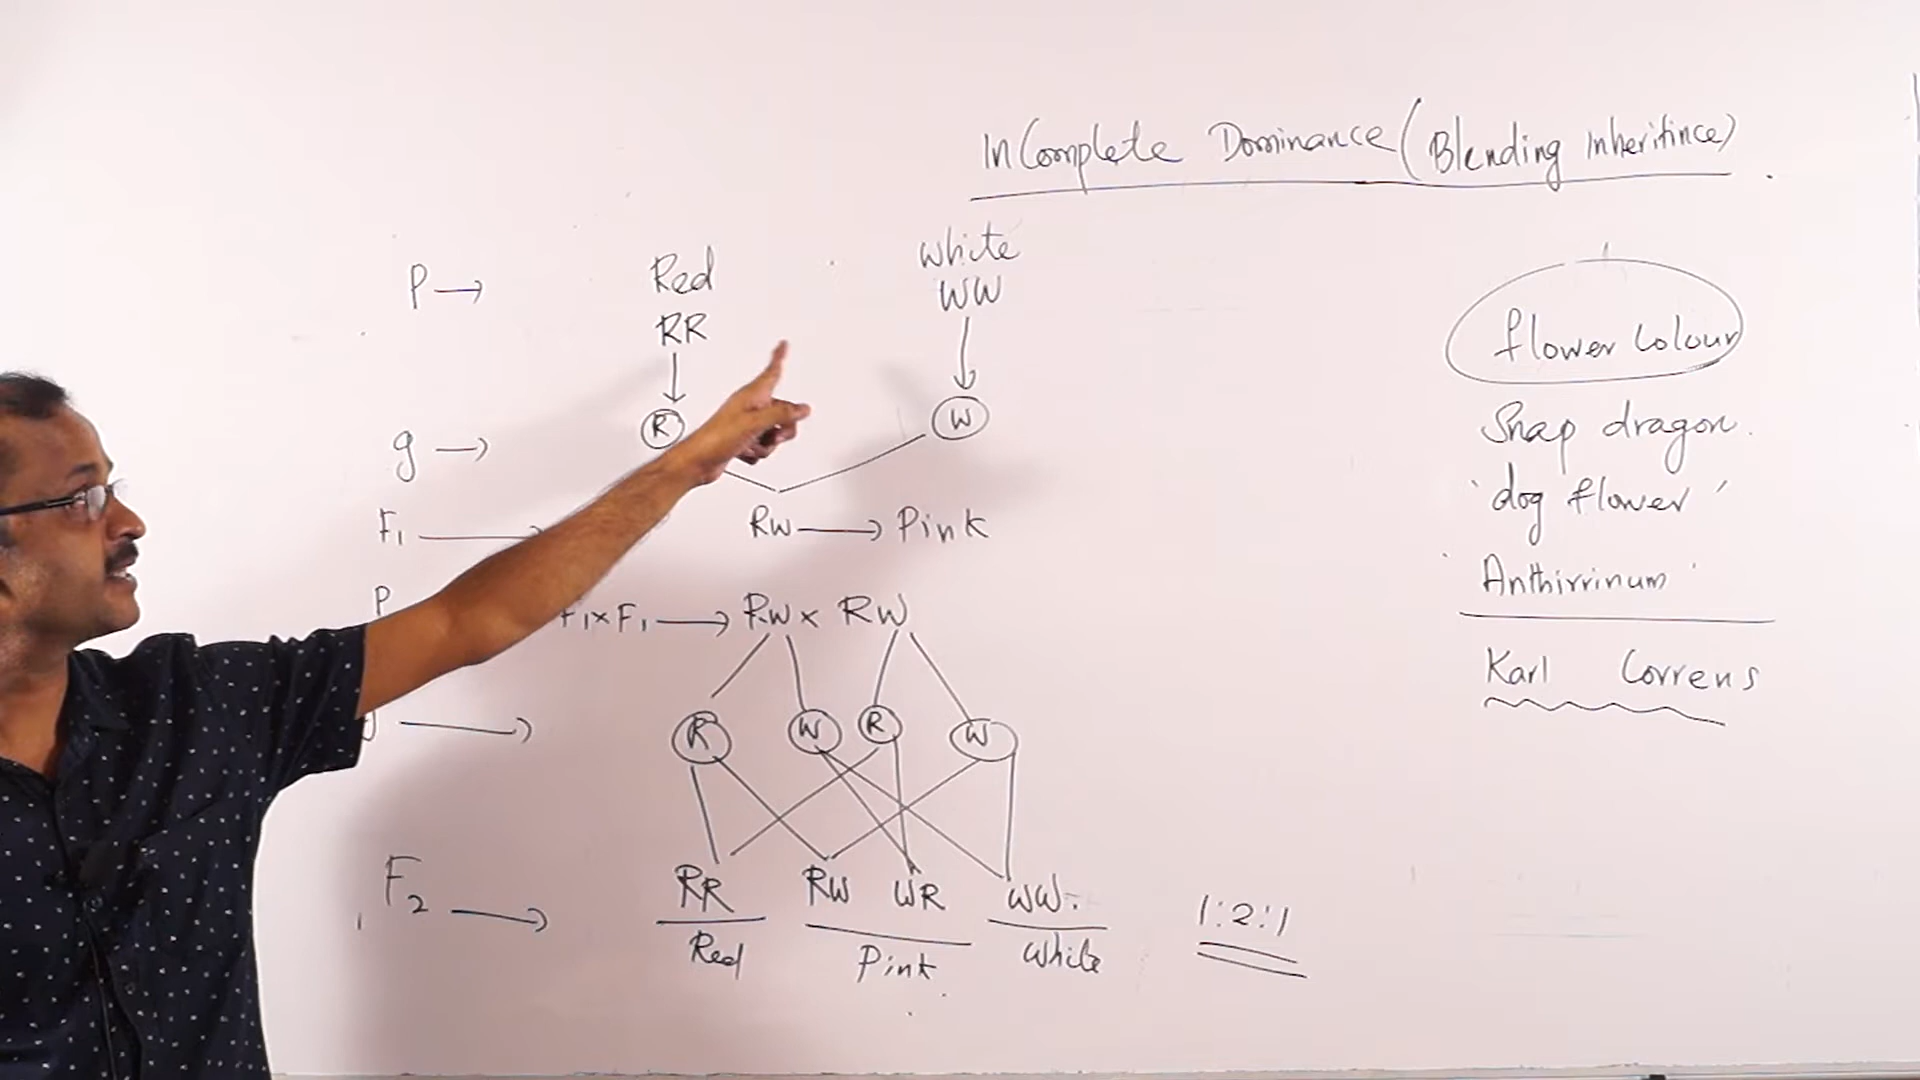 InComplete Dominance (Blending Inheritince)
P → Red White
RR WW
g → R W
F1 → RW → Pink
P F1 x F1 → RW x RW
→ R W R W
F2 → RR RW WR WW
Red Pink White
1:2:1
flower Colour
Snap dragon.
'dog flower'
Anthirrinum
Karl Correns